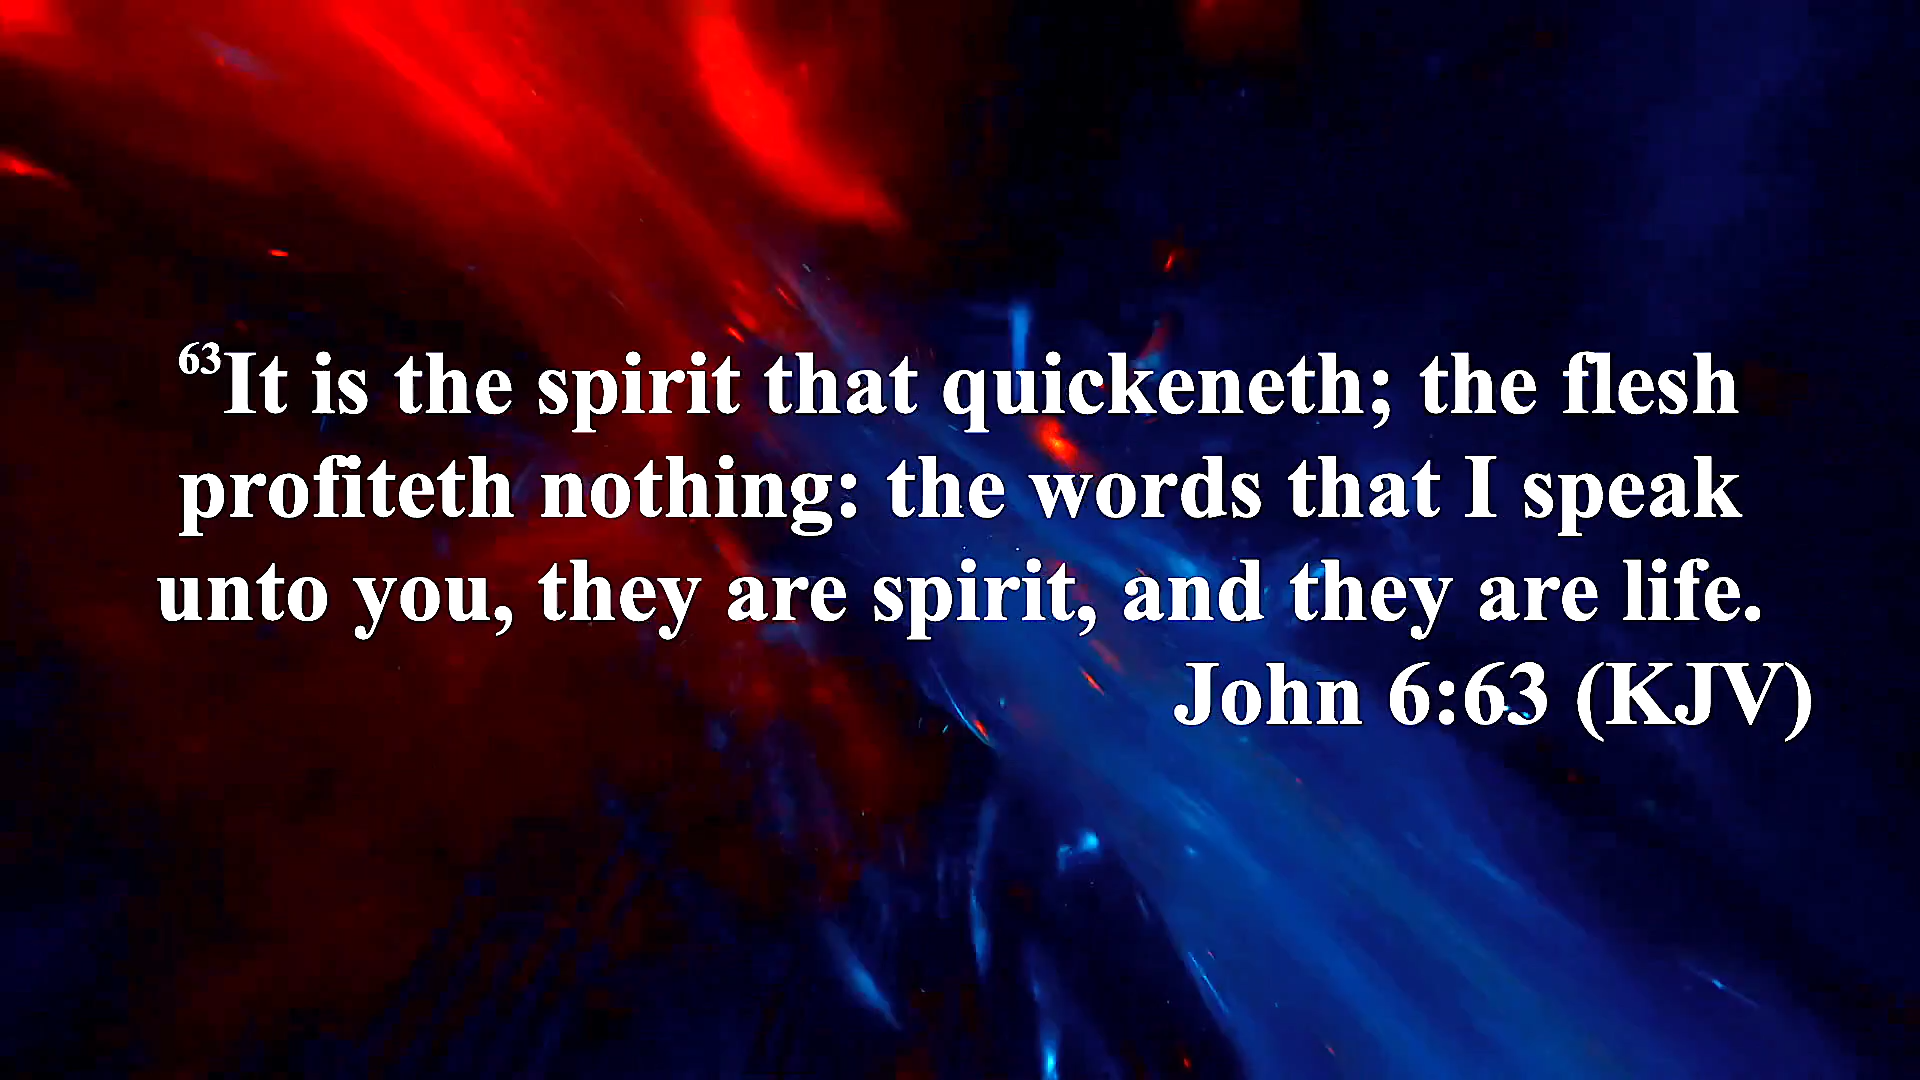 63It is the spirit that quickeneth; the flesh
profiteth nothing: the words that I speak
unto you, they are spirit, and they are life.
John 6:63 (KJV)